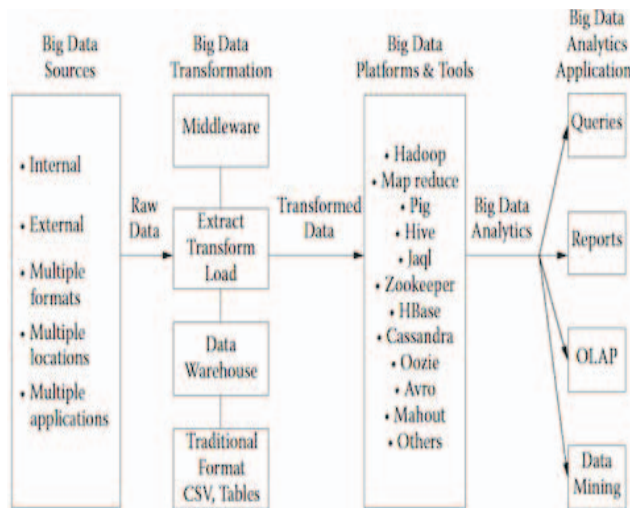 Big Data
Sources
Big Data
Transformation
Big Data
Platforms & Tools
Big Data
Analytics
Application
• Internal
• External
• Multiple
formats
• Multiple
locations
• Multiple
applications
Raw
Data
Middleware
Extract
Transform
Load
Data
Warehouse
Traditional
Format
CSV, Tables
Transformed
Data
• Hadoop
• Map reduce
• Pig
• Hive
• Jaql
• Zookeeper
• HBase
• Cassandra
• Oozie
• Avro
• Mahout
• Others
Big Data
Analytics
Queries
Reports
OLAP
Data
Mining